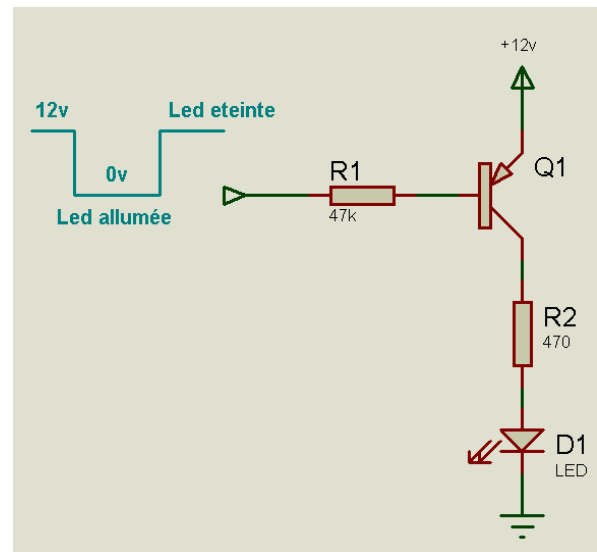 +12v
12v
Led eteinte
0v
Led allumée
R1
47k
Q1
R2
470
D1
LED